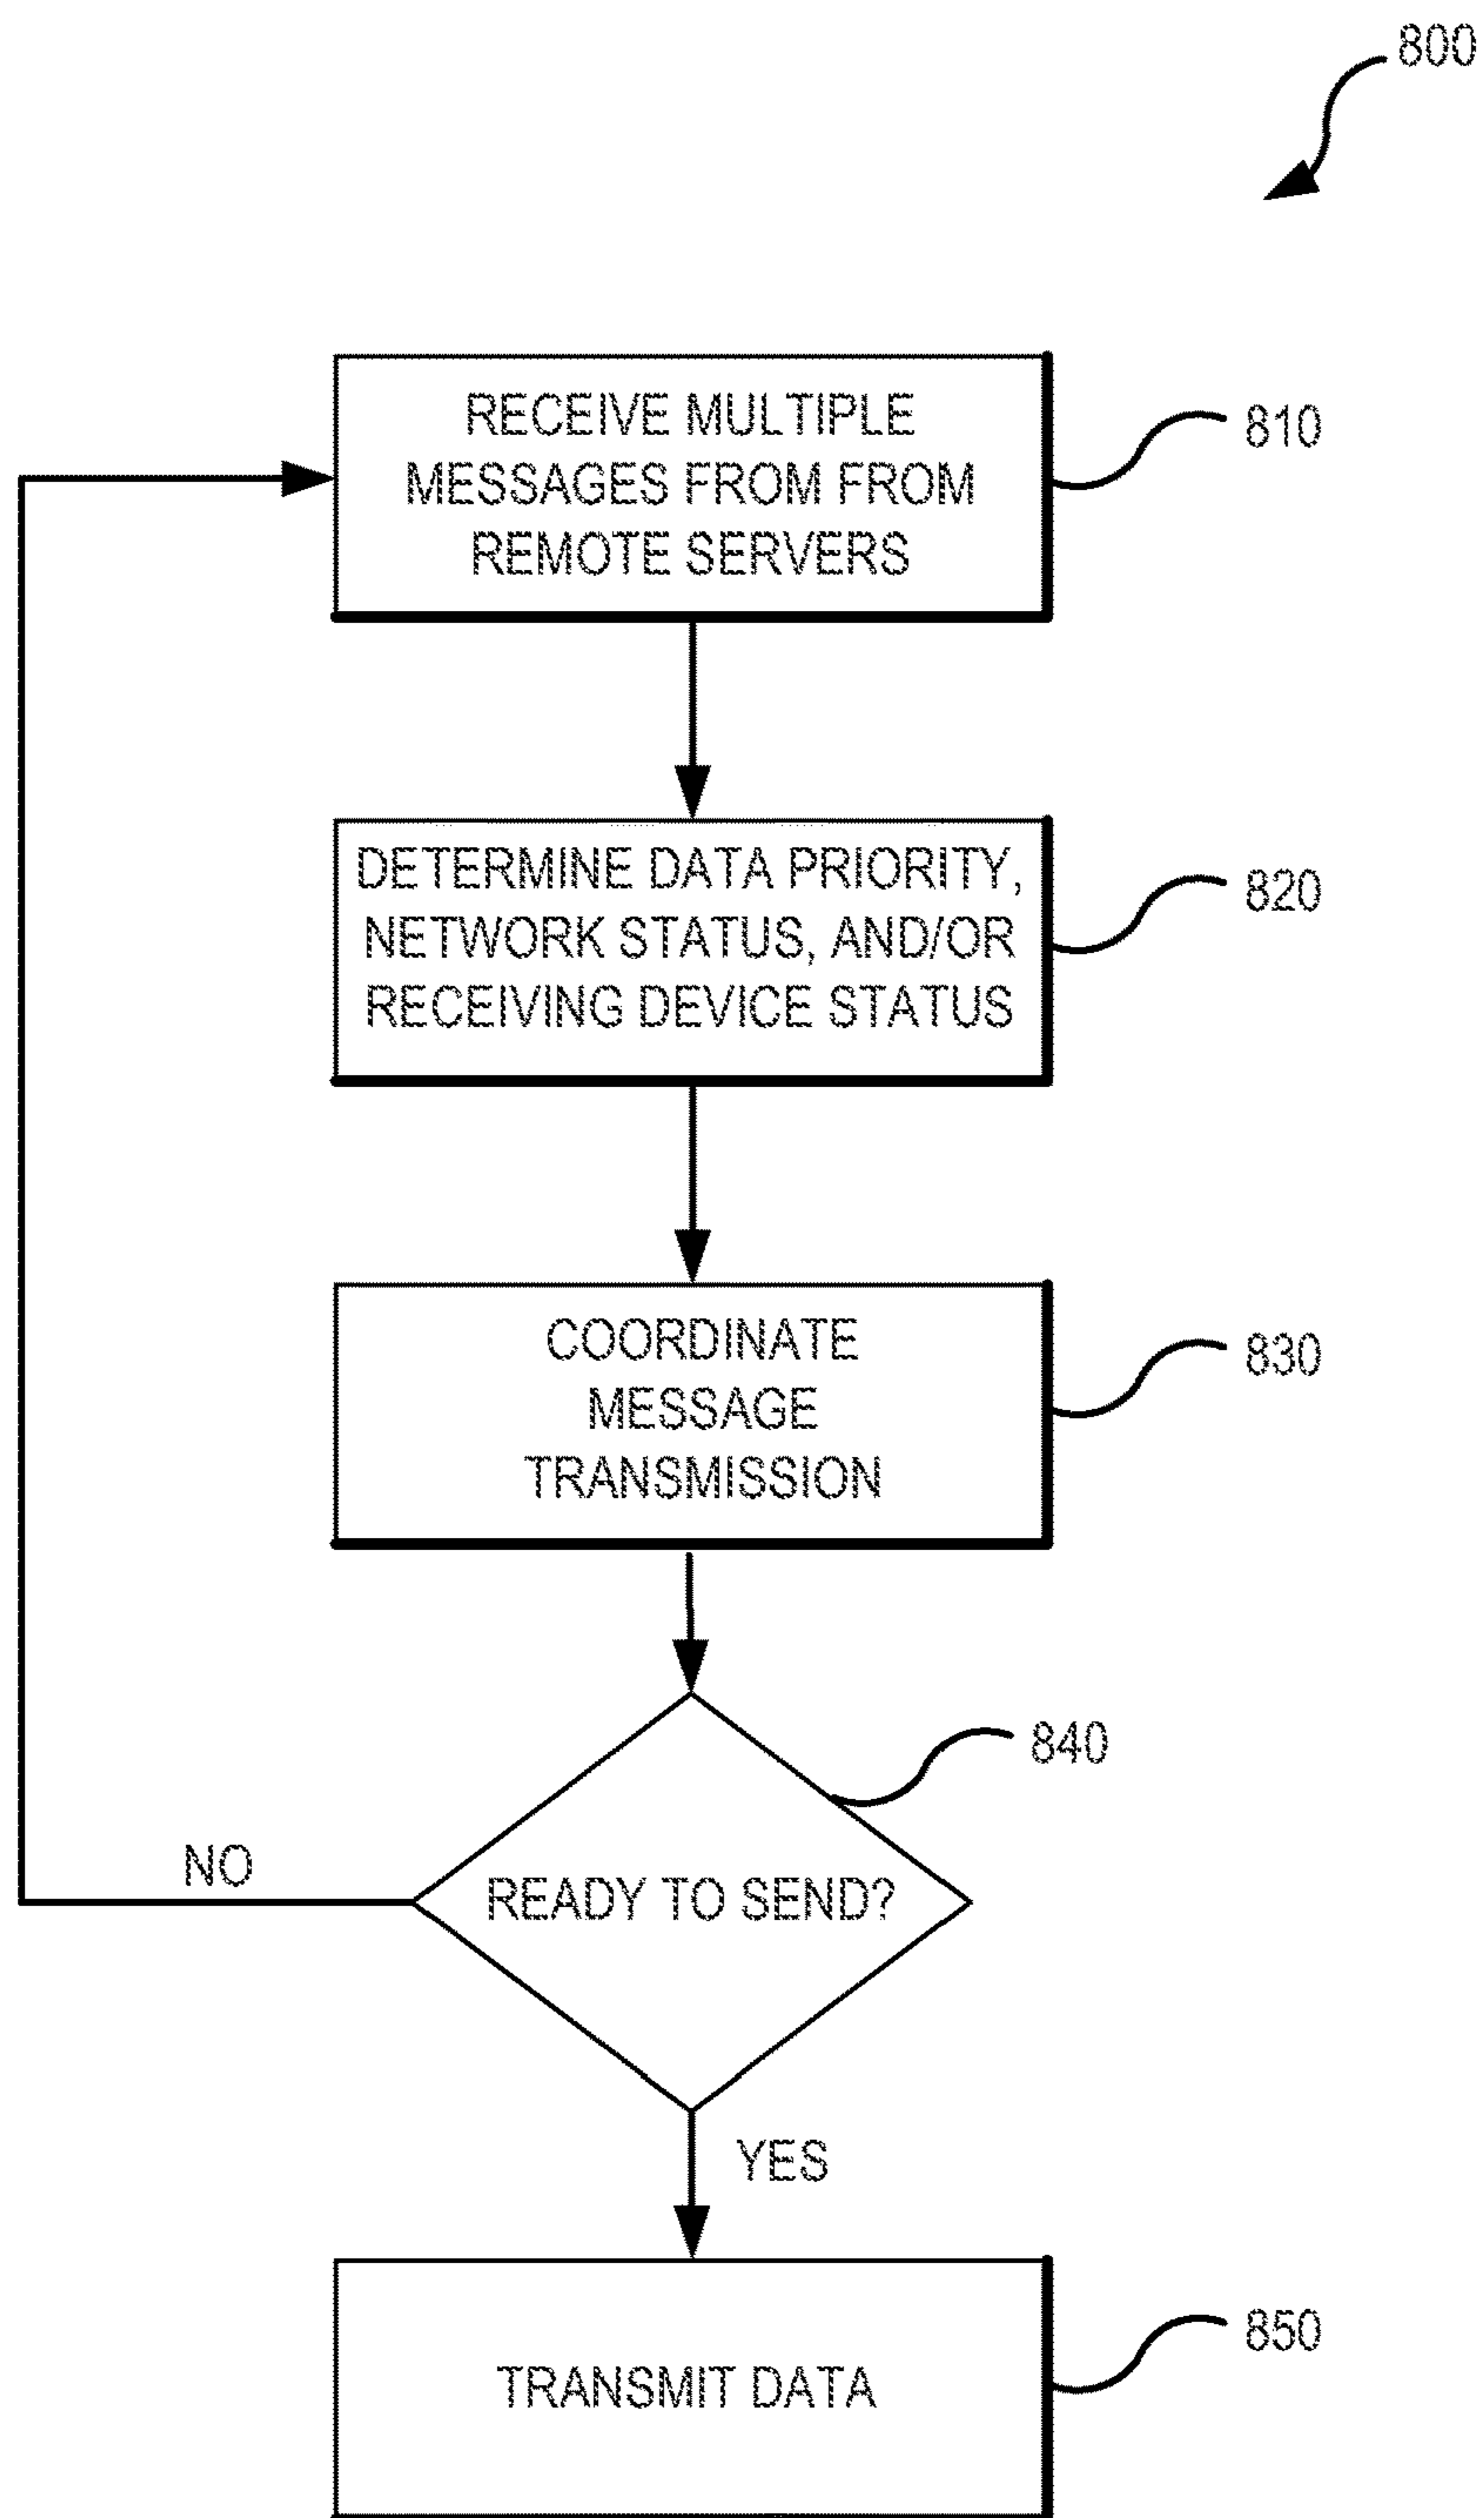 800
RECEIVE MULTIPLE
MESSAGES FROM FROM
REMOTE SERVERS
810
DETERMINE DATA PRIORITY,
NETWORK STATUS, AND/OR
RECEIVING DEVICE STATUS
820
COORDINATE
MESSAGE
TRANSMISSION
830
840
READY TO SEND?
NO
YES
TRANSMIT DATA
850